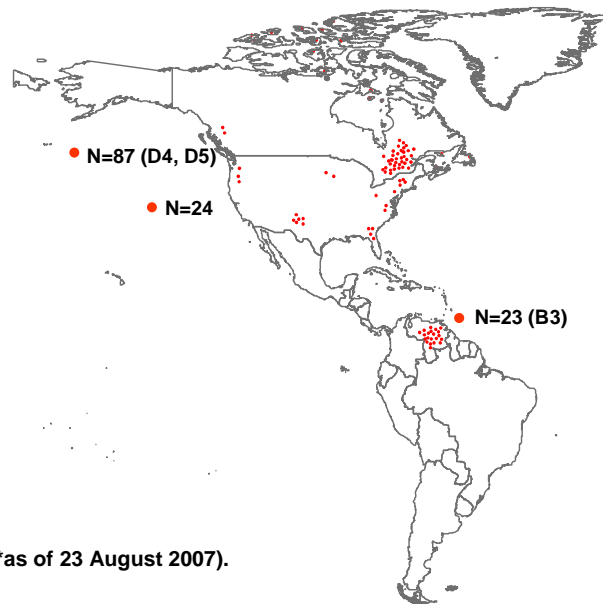 N=87 (D4, D5)
N=24
N=23 (B3)
*as of 23 August 2007).